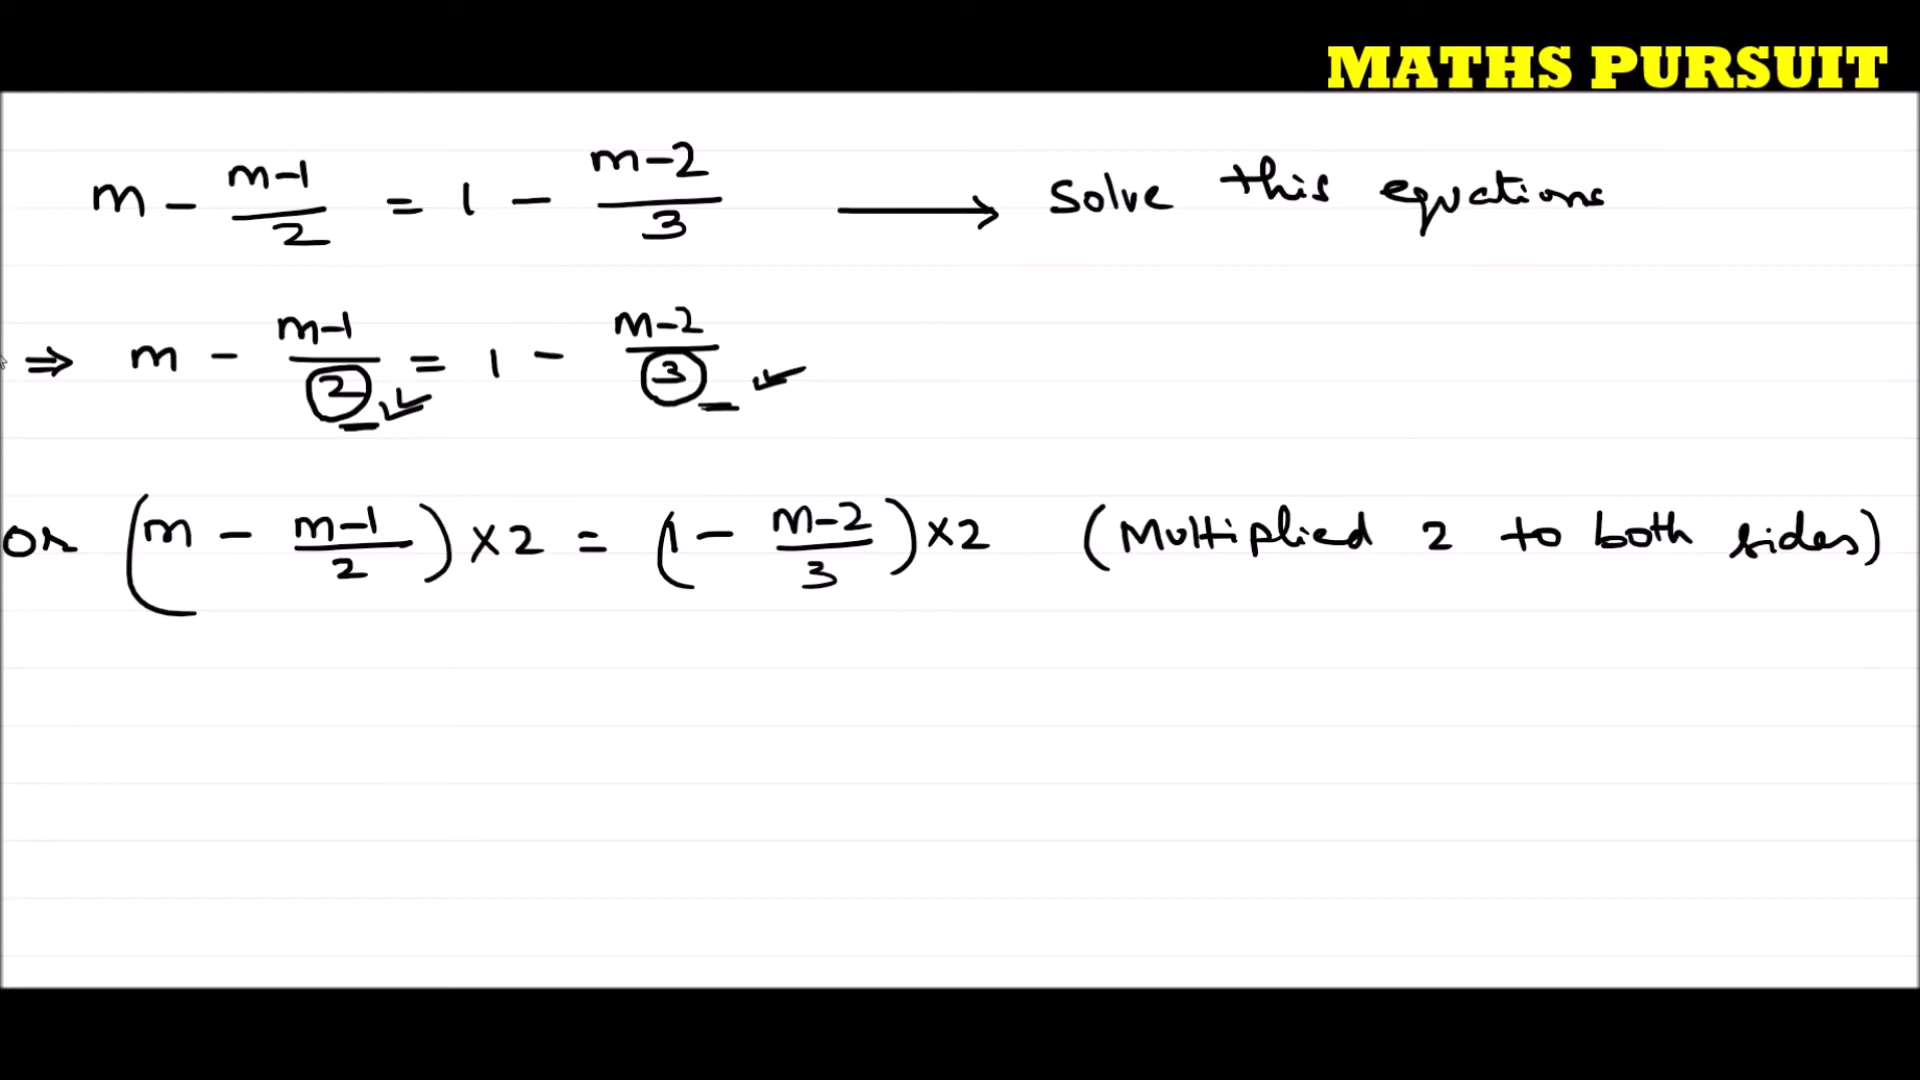 MATHS PURSUIT
m - (m-1)/2 = 1 - (m-2)/3 ⟶ Solve this equations
⇒ m - (m-1)/2 = 1 - (m-2)/3
or (m - (m-1)/2) × 2 = (1 - (m-2)/3) × 2 (Multiplied 2 to both sides)